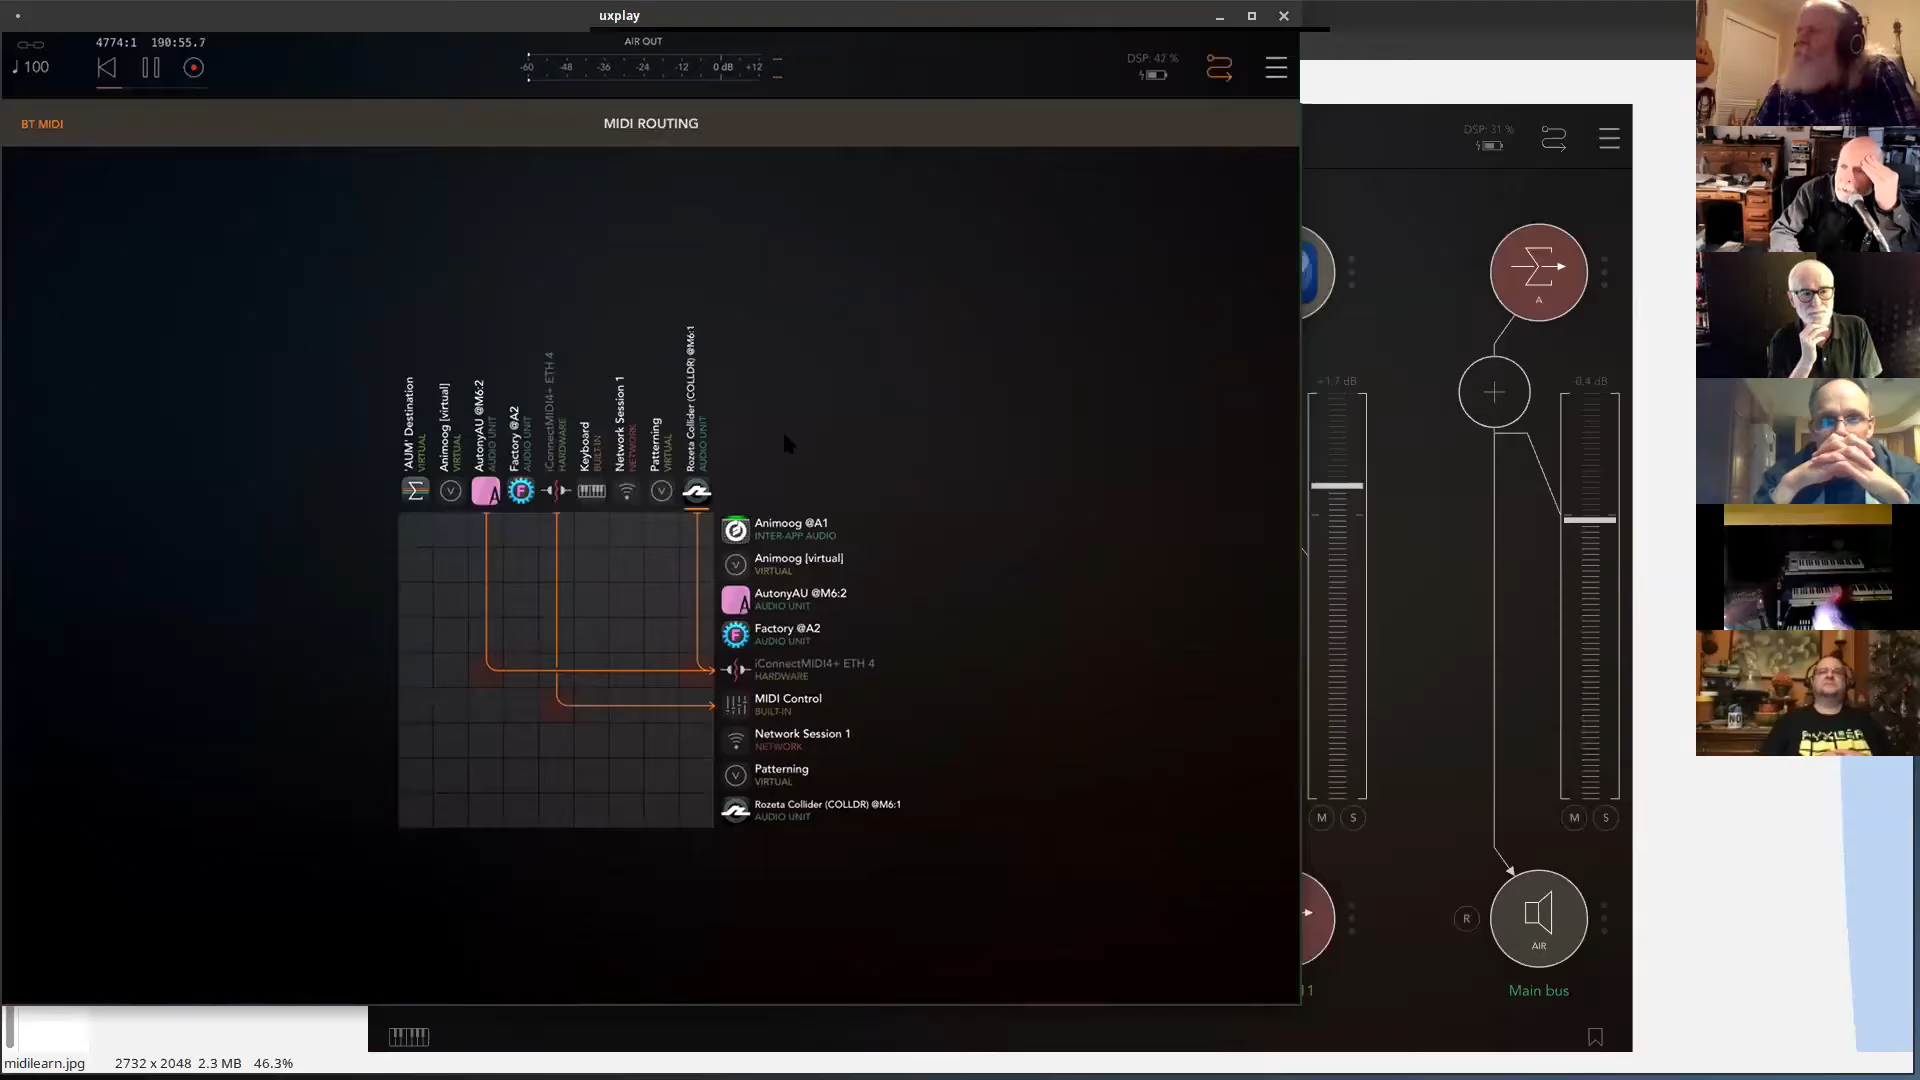 uxplay
4774:1 190:55.7
AIR OUT
♩ 100
-60 -48 -36 -24 -12 0 dB +12
DSP: 42 %
BT MIDI
MIDI ROUTING
DSP: 31 %
'AUM' Destination
VIRTUAL
Animoog [virtual]
VIRTUAL
AutonyAU @M6:2
AUDIO UNIT
Factory @A2
AUDIO UNIT
iConnectMIDI4+ ETH 4
HARDWARE
Keyboard
BUILT-IN
Network Session 1
NETWORK
Patterning
VIRTUAL
Rozeta Collider (COLLDR) @M6:1
AUDIO UNIT
Animoog @A1
INTER-APP AUDIO
Animoog [virtual]
VIRTUAL
AutonyAU @M6:2
AUDIO UNIT
Factory @A2
AUDIO UNIT
iConnectMIDI4+ ETH 4
HARDWARE
MIDI Control
BUILT-IN
Network Session 1
NETWORK
Patterning
VIRTUAL
Rozeta Collider (COLLDR) @M6:1
AUDIO UNIT
A
+1.7 dB
-0.4 dB
M S
M S
R
AIR
Main bus
NO
midilearn.jpg 2732 x 2048 2.3 MB 46.3%